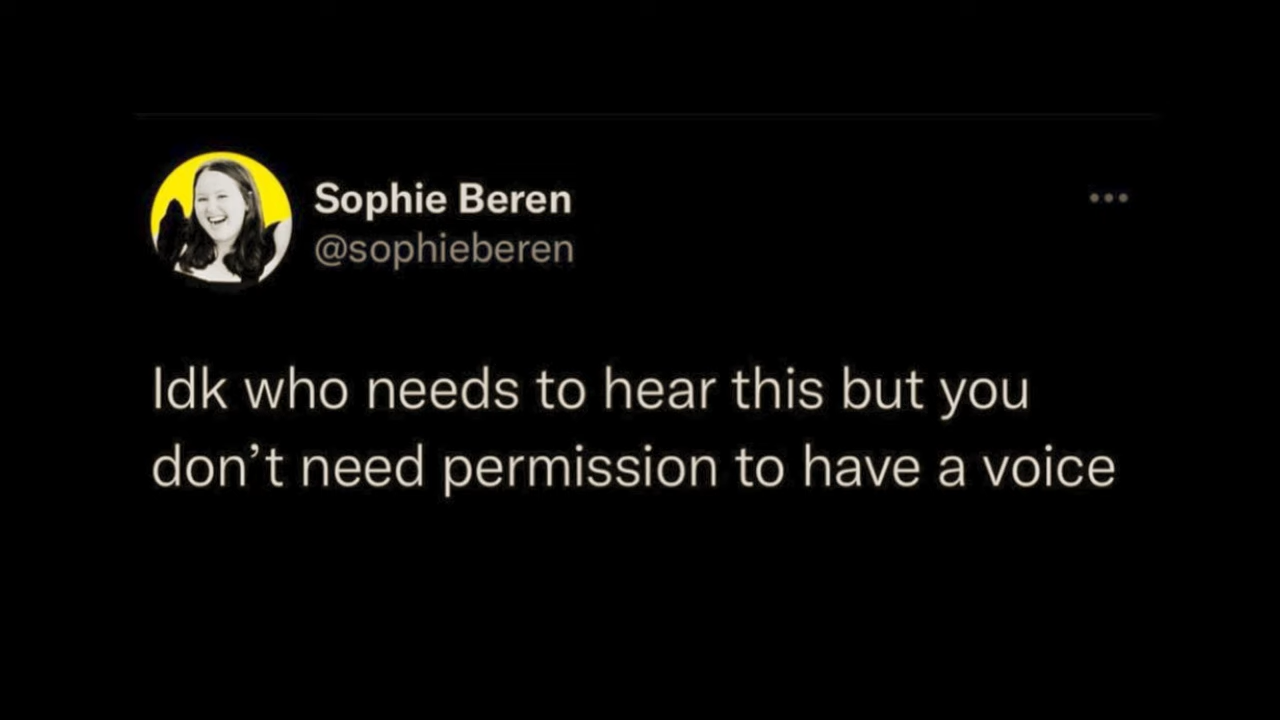 Sophie Beren
@sophieberen
Idk who needs to hear this but you
don’t need permission to have a voice